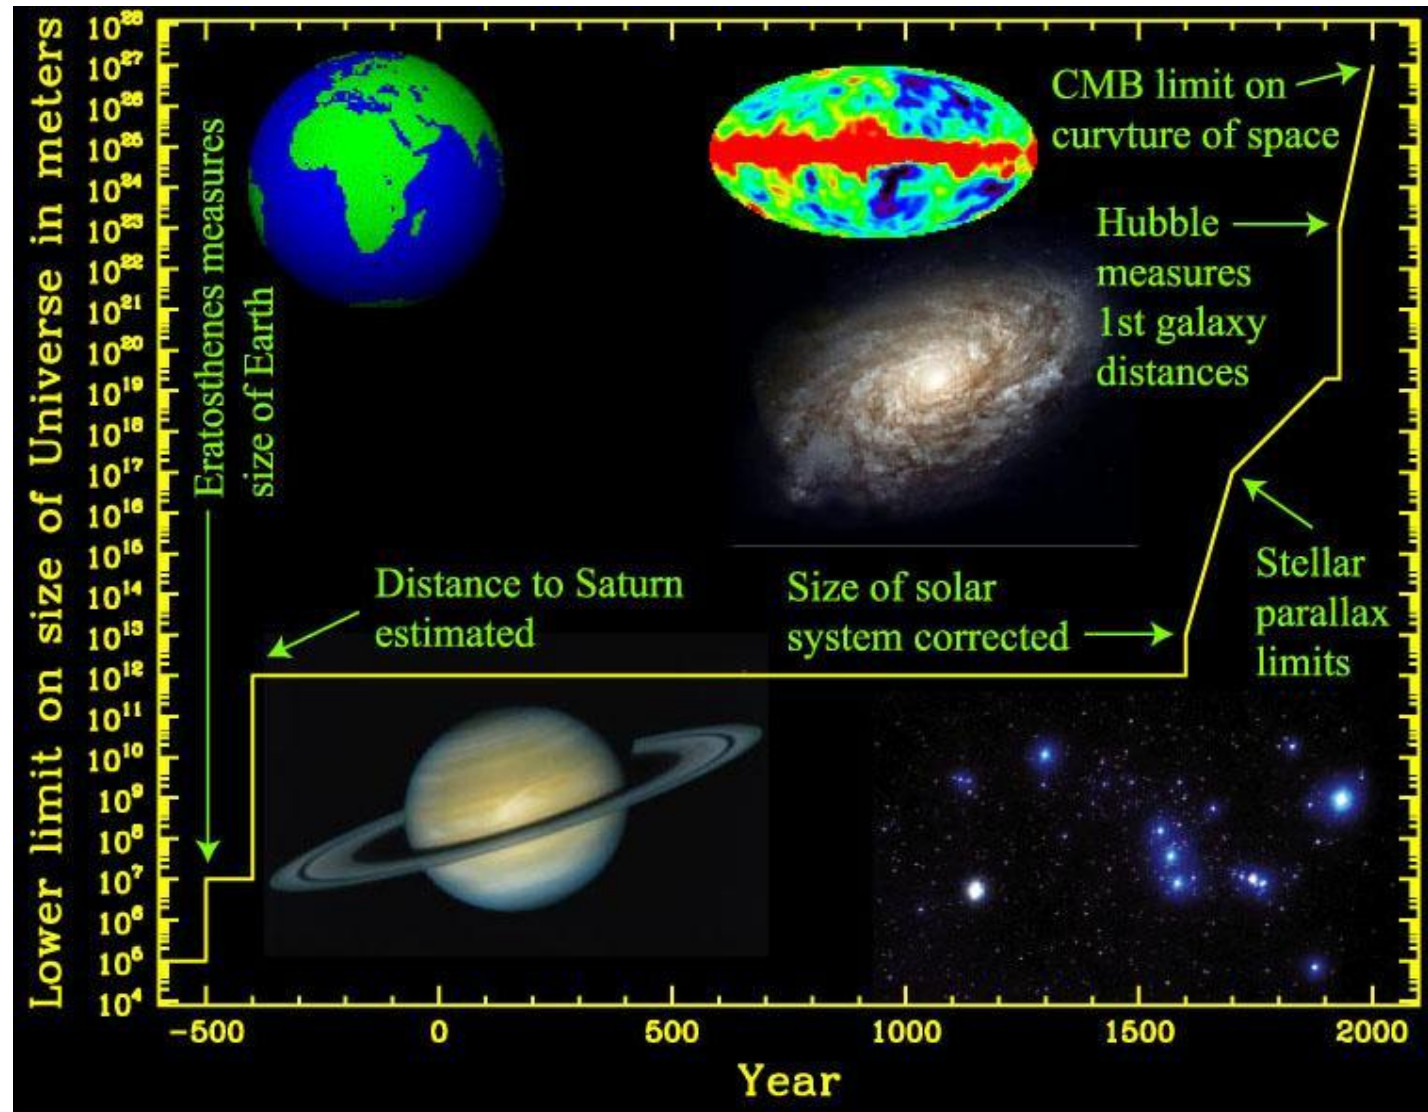 Lower limit on size of Universe in meters
10²⁸
10²⁷
10²⁶
10²⁵
10²⁴
10²³
10²²
10²¹
10²⁰
10¹⁹
10¹⁸
10¹⁷
10¹⁶
10¹⁵
10¹⁴
10¹³
10¹²
10¹¹
10¹⁰
10⁹
10⁸
10⁷
10⁶
10⁵
10⁴
Eratosthenes measures
size of Earth
CMB limit on
curvture of space
Hubble
measures
1st galaxy
distances
Stellar
parallax
limits
Distance to Saturn
estimated
Size of solar
system corrected
-500
0
500
1000
1500
2000
Year